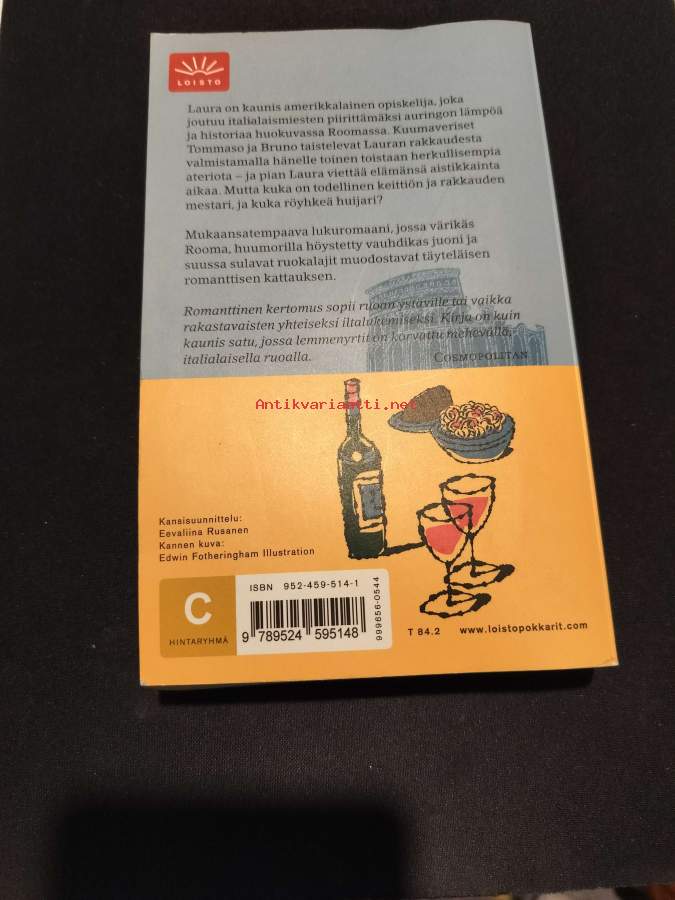 LOISTO
Laura on kaunis amerikkalainen opiskelija, joka
joutuu italialaismiesten piirittämäksi auringon lämpöä
ja historiaa huokuvassa Roomassa. Kuumaveriset
Tommaso ja Bruno taistelevat Lauran rakkaudesta
valmistamalla hänelle toinen toistaan herkullisempia
aterioita – ja pian Laura viettää elämänsä aistikkainta
aikaa. Mutta kuka on todellinen keittiön ja rakkauden
mestari, ja kuka röyhkeä huijari?
Mukaansatempaava lukuromaani, jossa värikäs
Rooma, huumorilla höystetty vauhdikas juoni ja
suussa sulavat ruokalajit muodostavat täyteläisen
romanttisen kattauksen.
Romanttinen kertomus sopii ruoan ystäville tai vaikka
rakastavaisten yhteiseksi iltalukemiseksi. Kirja on kuin
kaunis satu, jossa lemmenyrtit on korvattu mehevällä,
italialaisella ruoalla. COSMOPOLITAN
Antikvariaatti.net
Kansisuunnittelu:
Eevaliina Rusanen
Kannen kuva:
Edwin Fotheringham Illustration
C
HINTARYHMÄ
ISBN 952-459-514-1
9 789524 595148
999656-0544
T 84.2 www.loistopokkarit.com